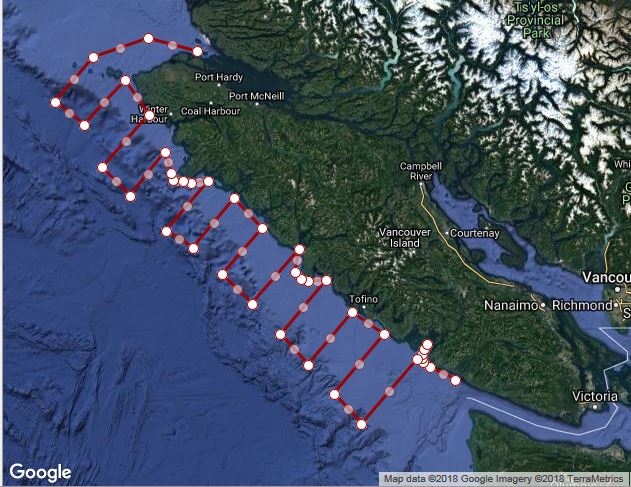 Ts'yl-os
Provincial
Park
Port Hardy
Port McNeill
Winter
Harbour
Coal Harbour
Campbell
River
Whi
Vancouver
Island
Courtenay
Vancou
Nanaimo
Richmond
S
Tofino
Victoria
Google
Map data ©2018 Google Imagery ©2018 TerraMetrics